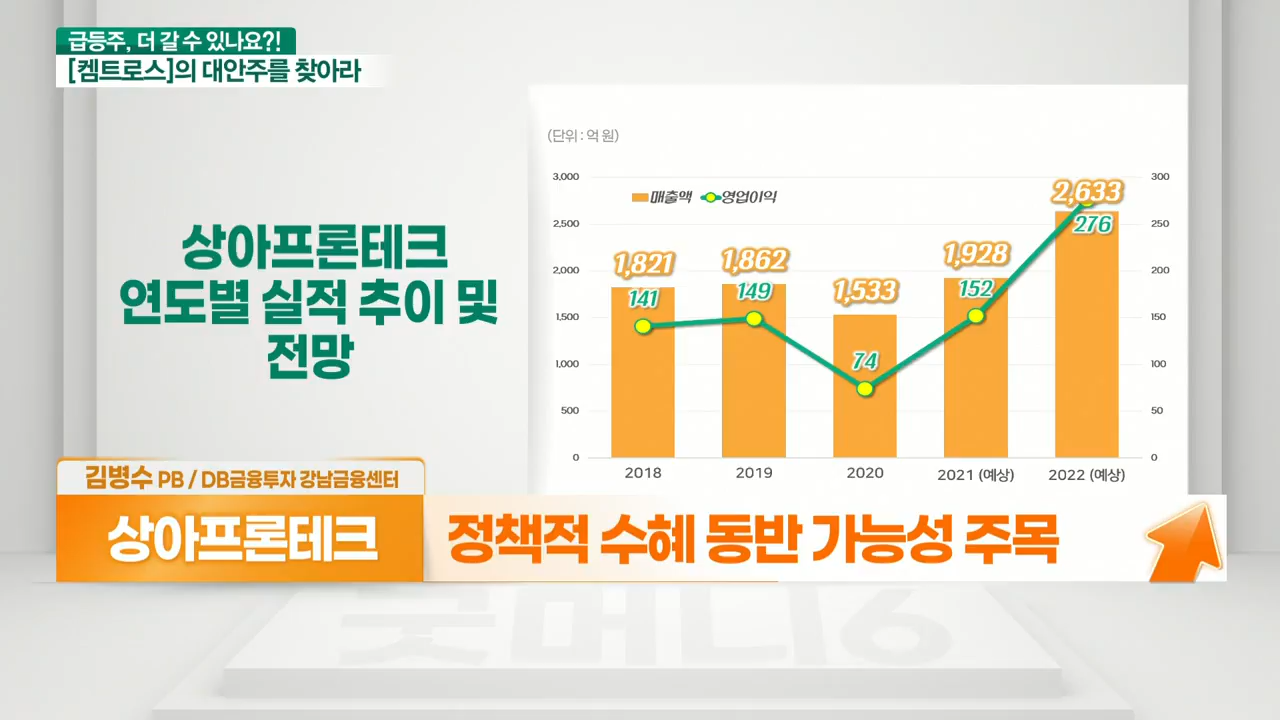 급등주, 더 갈 수 있나요?!
[켐트로스]의 대안주를 찾아라
상아프론테크
연도별 실적 추이 및
전망
(단위 : 억 원)
매출액 영업이익
3,000
2,500
2,000
1,500
1,000
500
0
300
250
200
150
100
50
0
1,821
1,862
1,533
1,928
2,633
141
149
74
152
276
2018 2019 2020 2021 (예상) 2022 (예상)
김병수 PB / DB금융투자 강남금융센터
상아프론테크
정책적 수혜 동반 가능성 주목
굿머니6